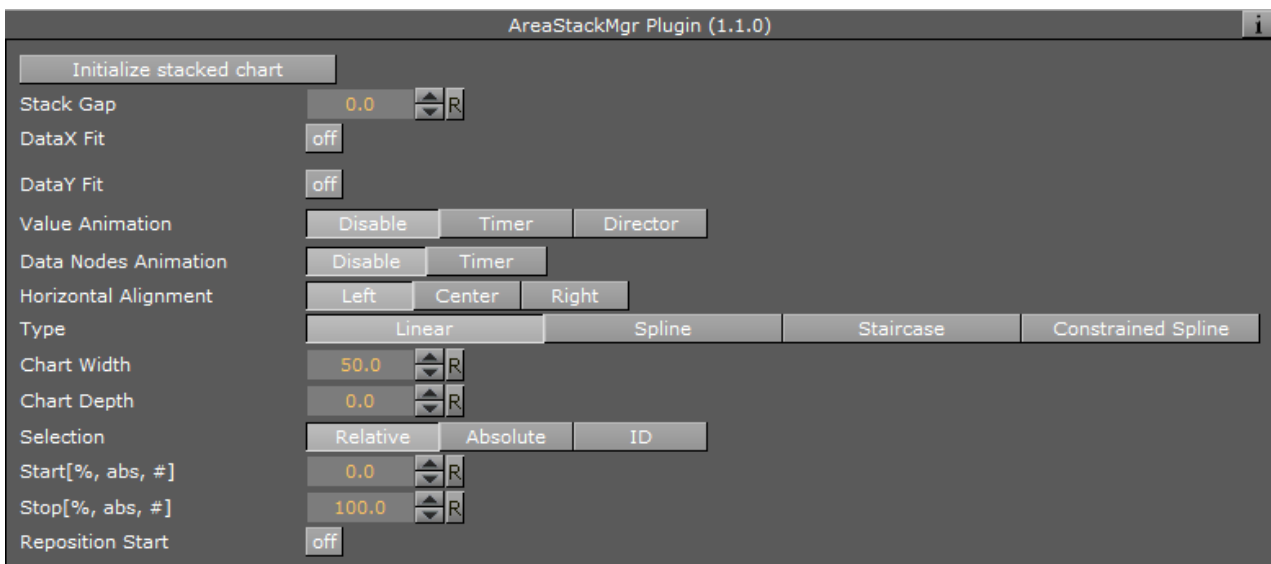 AreaStackMgr Plugin (1.1.0) i
Initialize stacked chart
Stack Gap 0.0 R
DataX Fit off
DataY Fit off
Value Animation Disable Timer Director
Data Nodes Animation Disable Timer
Horizontal Alignment Left Center Right
Type Linear Spline Staircase Constrained Spline
Chart Width 50.0 R
Chart Depth 0.0 R
Selection Relative Absolute ID
Start[%, abs, #] 0.0 R
Stop[%, abs, #] 100.0 R
Reposition Start off